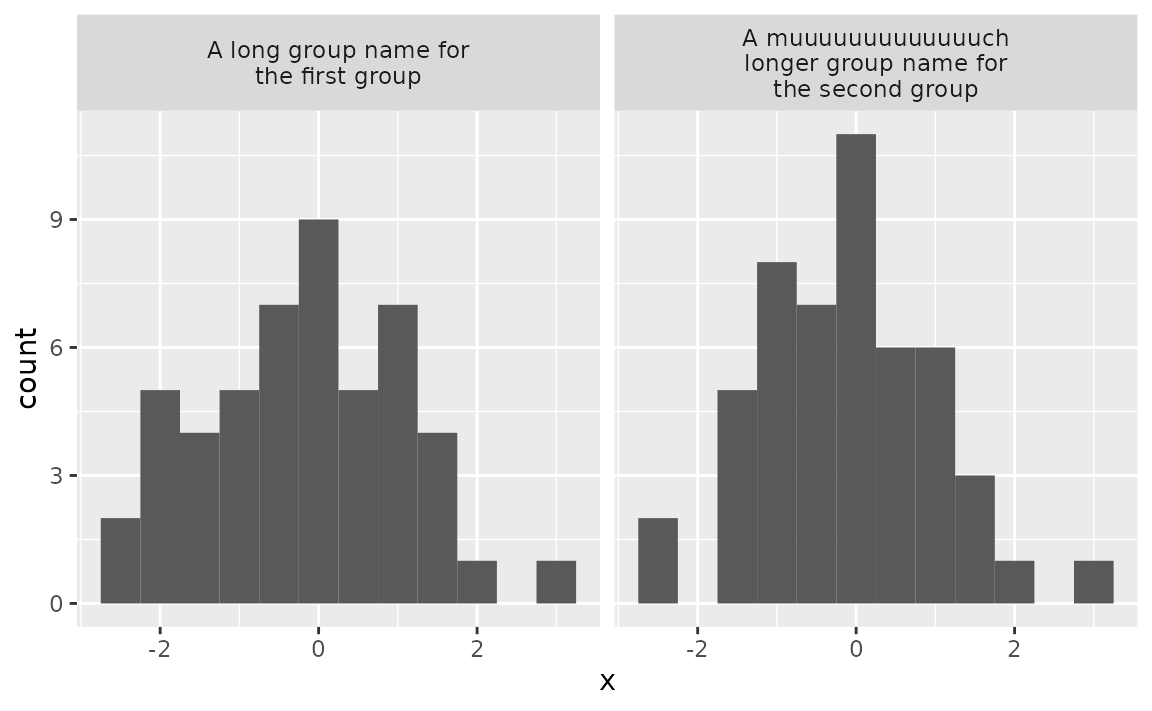 A long group name for
the first group
A muuuuuuuuuuuuuch
longer group name for
the second group
9
6
3
0
count
-2
0
2
-2
0
2
x